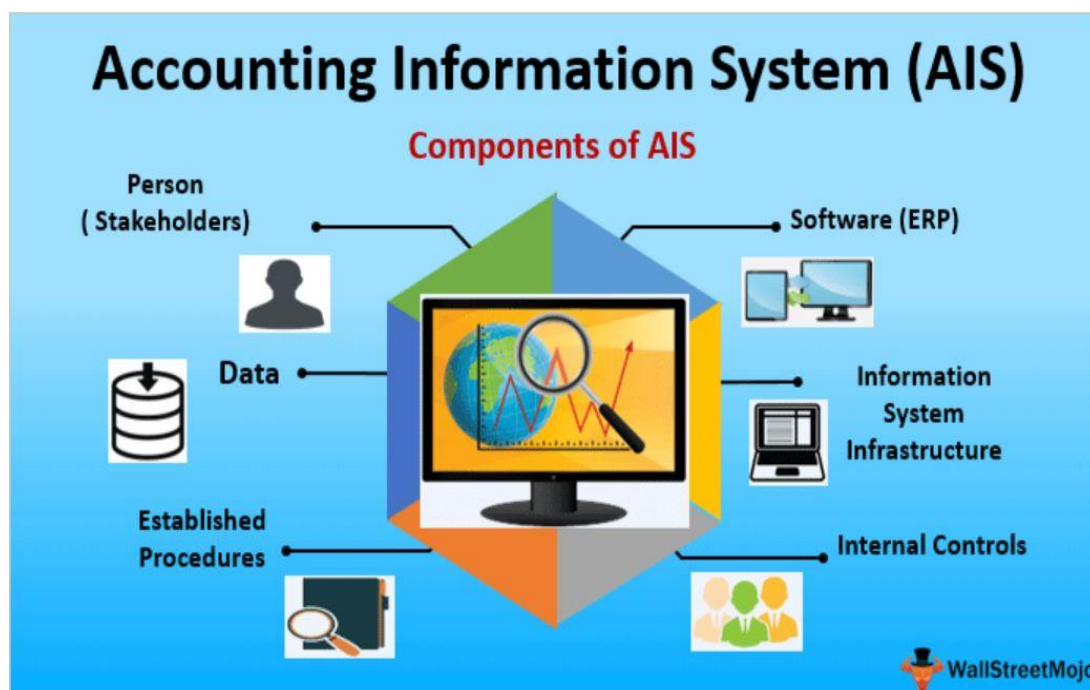 Accounting Information System (AIS)
Components of AIS
Person
( Stakeholders)
Software (ERP)
Data
Information
System
Infrastructure
Established
Procedures
Internal Controls
WallStreetMojo